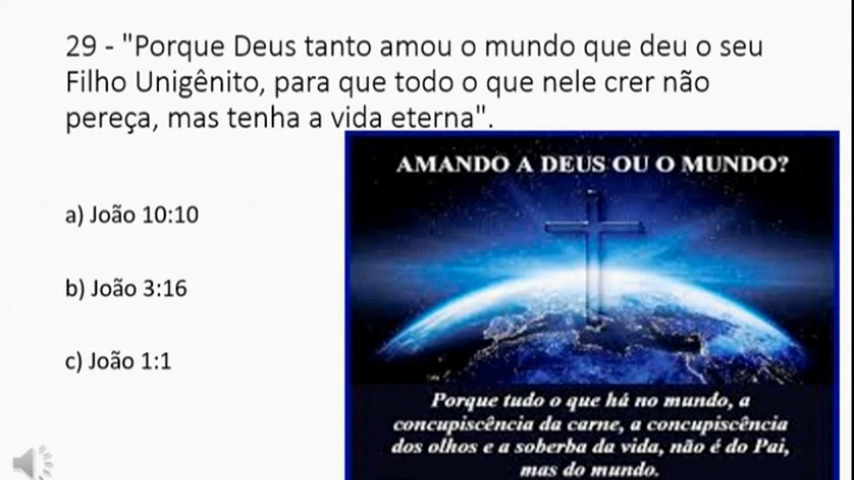 29 - "Porque Deus tanto amou o mundo que deu o seu
Filho Unigênito, para que todo o que nele crer não
pereça, mas tenha a vida eterna".
AMANDO A DEUS OU O MUNDO?
a) João 10:10
b) João 3:16
c) João 1:1
Porque tudo o que há no mundo, a
concupiscência da carne, a concupiscência
dos olhos e a soberba da vida, não é do Pai,
mas do mundo.